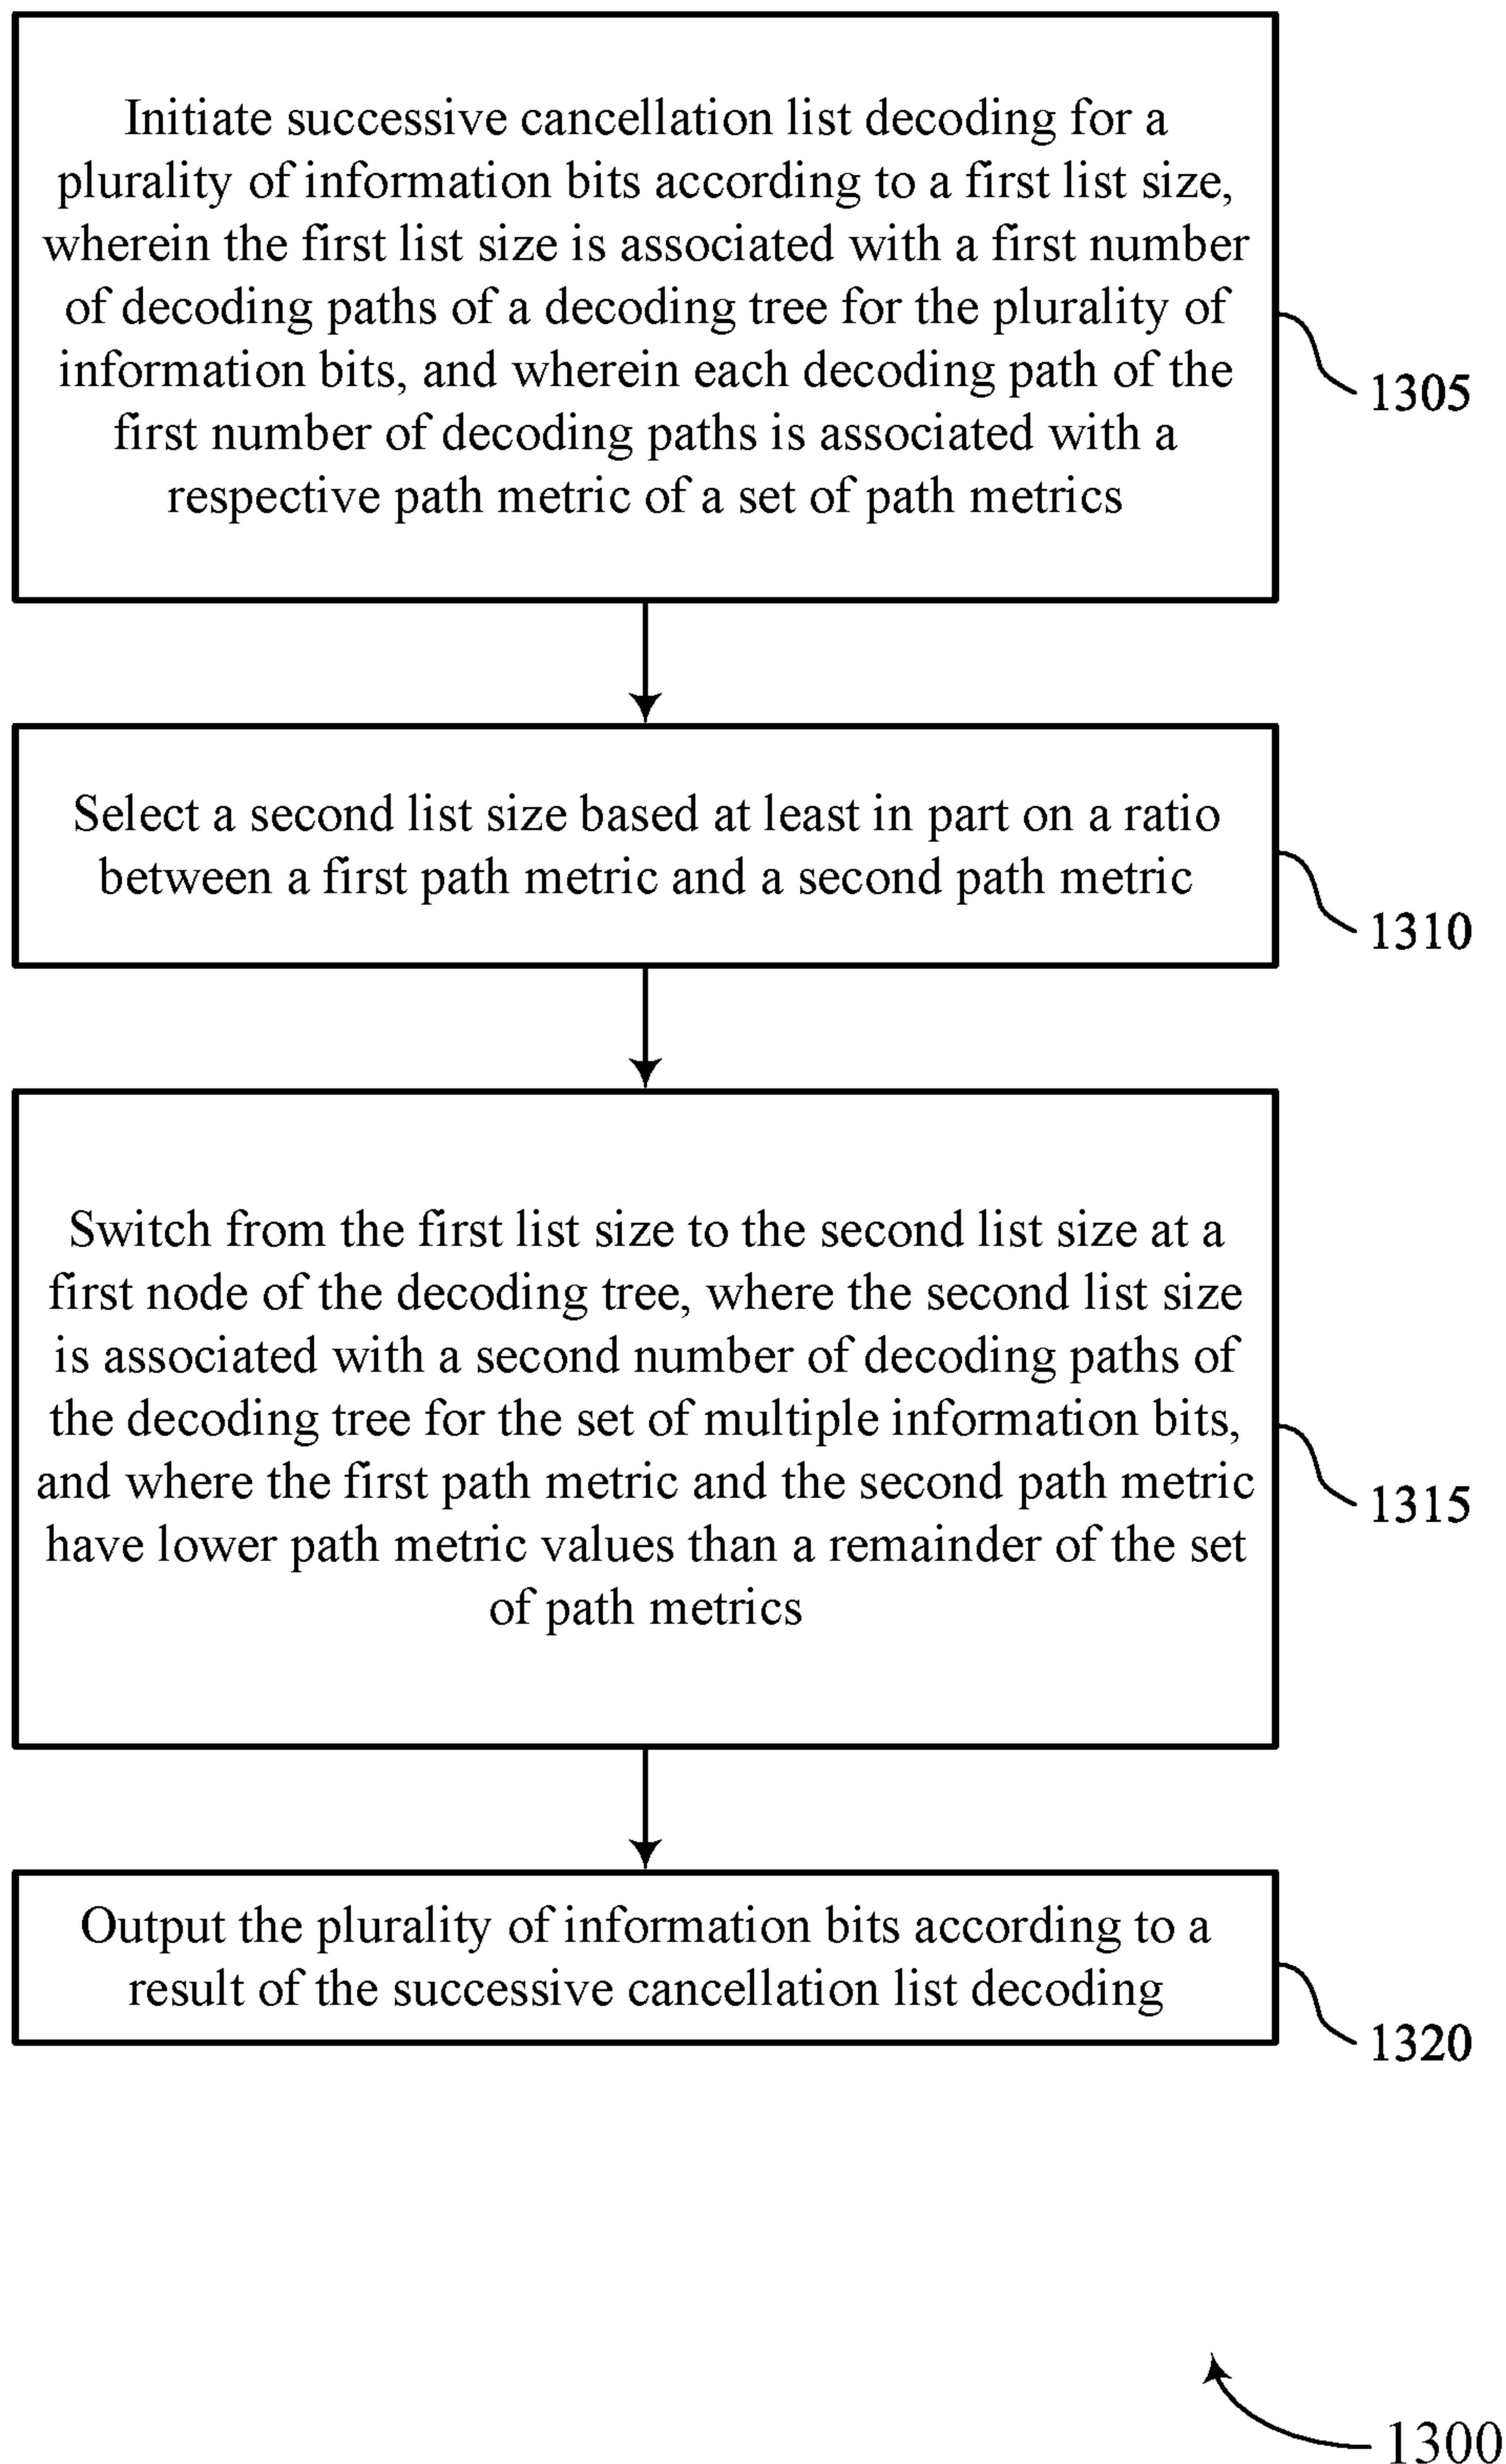 Initiate successive cancellation list decoding for a
plurality of information bits according to a first list size,
wherein the first list size is associated with a first number
of decoding paths of a decoding tree for the plurality of
information bits, and wherein each decoding path of the
first number of decoding paths is associated with a
respective path metric of a set of path metrics
1305
Select a second list size based at least in part on a ratio
between a first path metric and a second path metric
1310
Switch from the first list size to the second list size at a
first node of the decoding tree, where the second list size
is associated with a second number of decoding paths of
the decoding tree for the set of multiple information bits,
and where the first path metric and the second path metric
have lower path metric values than a remainder of the set
of path metrics
1315
Output the plurality of information bits according to a
result of the successive cancellation list decoding
1320
1300